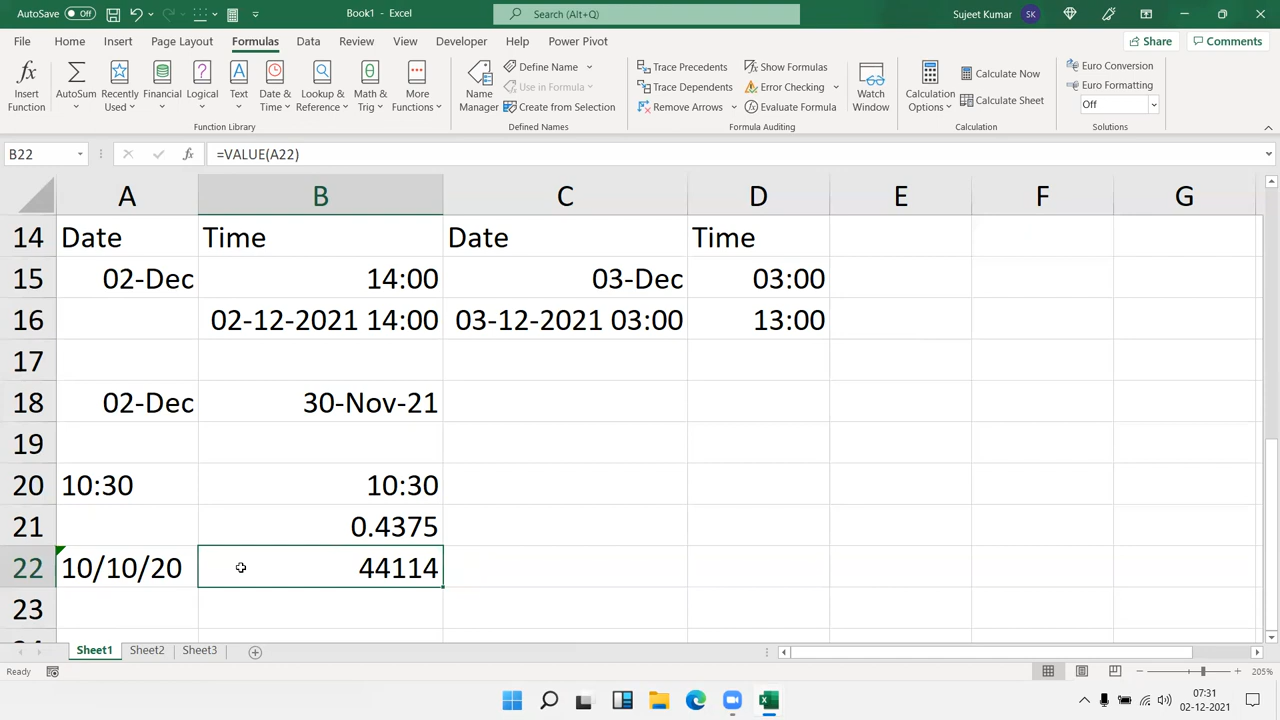 AutoSave Off Book1 - Excel Search (Alt+Q) Sujeet Kumar SK
File Home Insert Page Layout Formulas Data Review View Developer Help Power Pivot Share Comments
Insert Function AutoSum Recently Used Financial Logical Text Date & Time Lookup & Reference Math & Trig More Functions
Function Library
Name Manager Define Name Use in Formula Create from Selection
Defined Names
Trace Precedents Trace Dependents Remove Arrows Show Formulas Error Checking Evaluate Formula
Formula Auditing
Watch Window
Calculation Options Calculate Now Calculate Sheet
Calculation
Euro Conversion Euro Formatting Off
Solutions
B22 fx =VALUE(A22)
A B C D E F G
14 Date Time Date Time
15 02-Dec 14:00 03-Dec 03:00
16 02-12-2021 14:00 03-12-2021 03:00 13:00
17
18 02-Dec 30-Nov-21
19
20 10:30 10:30
21 0.4375
22 10/10/20 44114
23
Sheet1 Sheet2 Sheet3
Ready 205%
07:31
02-12-2021